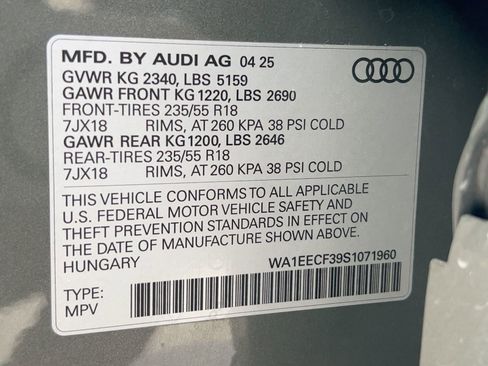 MFD. BY AUDI AG 04 25
GVWR KG 2340, LBS 5159
GAWR FRONT KG 1220, LBS 2690
FRONT-TIRES 235/55 R18
7JX18 RIMS, AT 260 KPA 38 PSI COLD
GAWR REAR KG 1200, LBS 2646
REAR-TIRES 235/55 R18
7JX18 RIMS, AT 260 KPA 38 PSI COLD
THIS VEHICLE CONFORMS TO ALL APPLICABLE
U.S. FEDERAL MOTOR VEHICLE SAFETY AND
THEFT PREVENTION STANDARDS IN EFFECT ON
THE DATE OF MANUFACTURE SHOWN ABOVE.
HUNGARY WA1EECF39S1071960
TYPE:
MPV